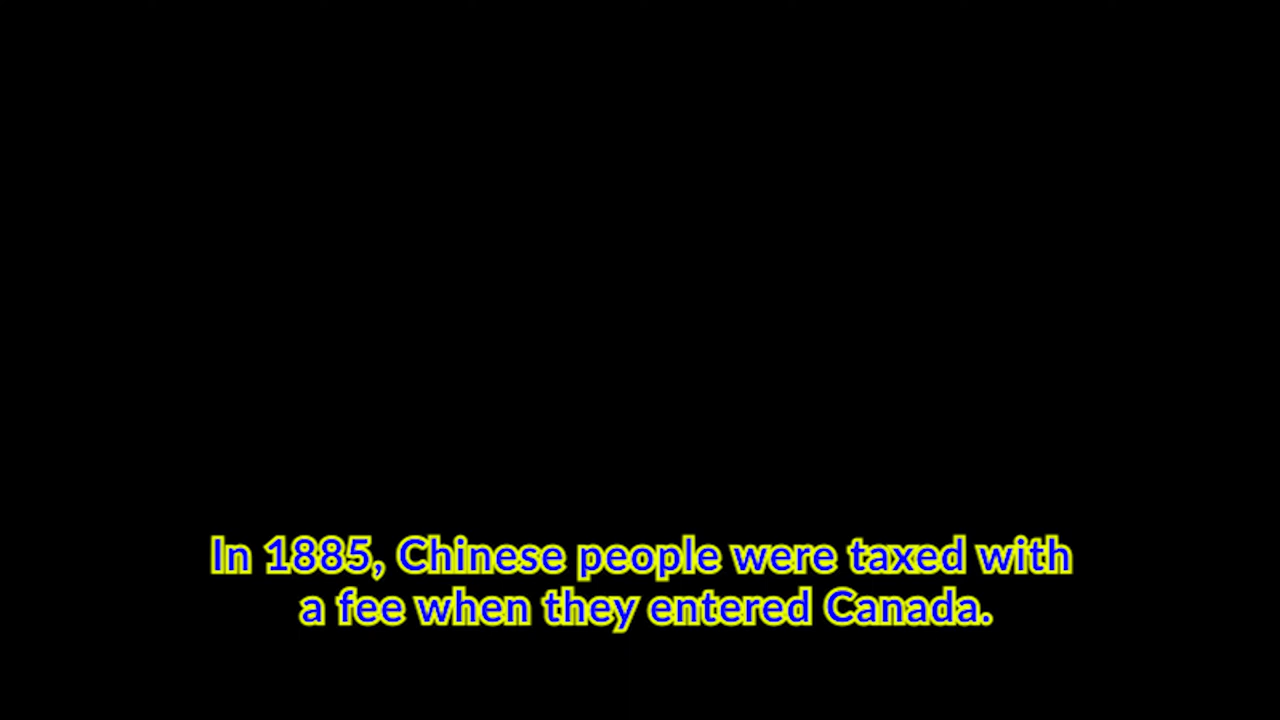 In 1885, Chinese people were taxed with
a fee when they entered Canada.